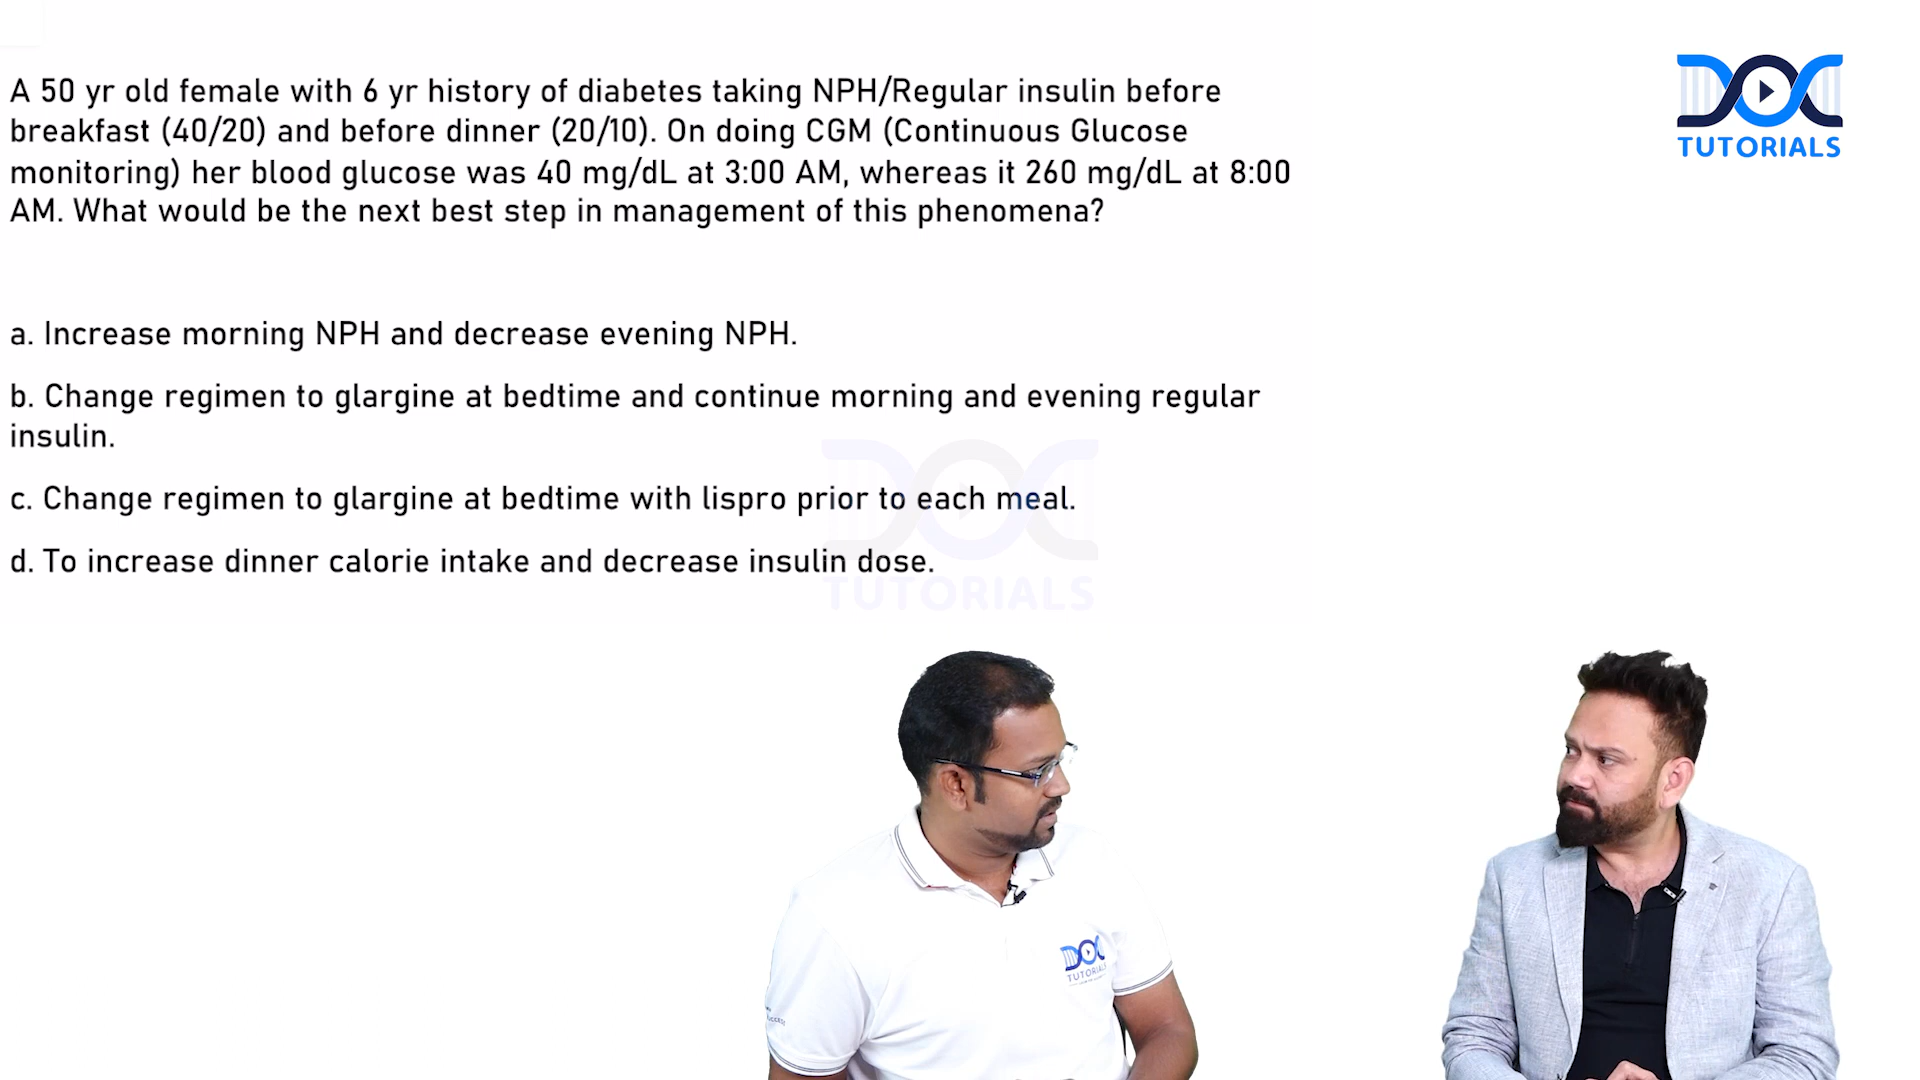 A 50 yr old female with 6 yr history of diabetes taking NPH/Regular insulin before
breakfast (40/20) and before dinner (20/10). On doing CGM (Continuous Glucose
monitoring) her blood glucose was 40 mg/dL at 3:00 AM, whereas it 260 mg/dL at 8:00
AM. What would be the next best step in management of this phenomena?
a. Increase morning NPH and decrease evening NPH.
b. Change regimen to glargine at bedtime and continue morning and evening regular
insulin.
c. Change regimen to glargine at bedtime with lispro prior to each meal.
d. To increase dinner calorie intake and decrease insulin dose.
DOC
TUTORIALS
DOC
TUTORIALS
DOC
TUTORIALS